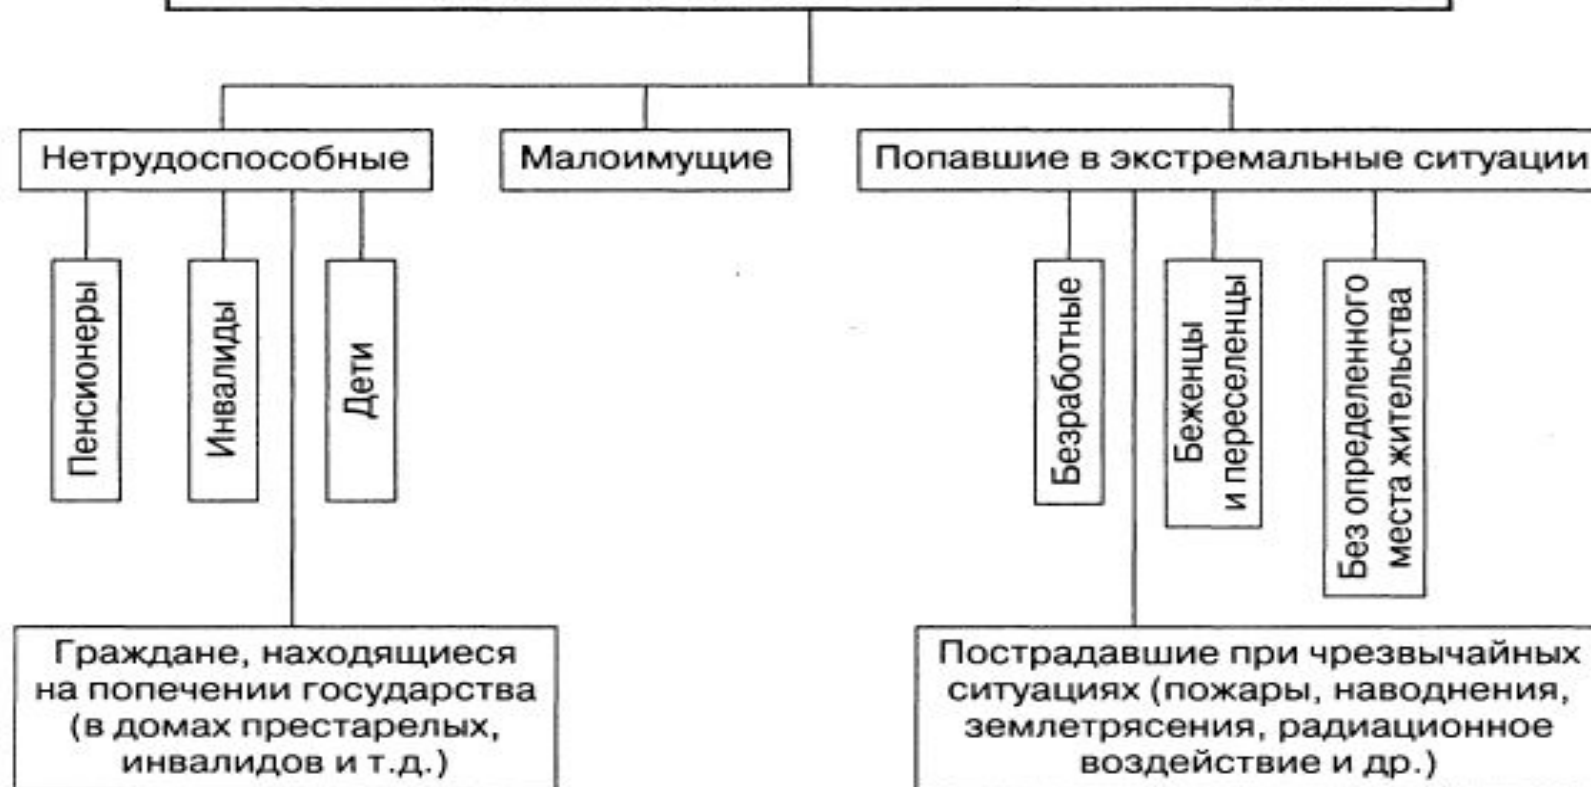 Нетрудоспособные
Малоимущие
Попавшие в экстремальные ситуации
Пенсионеры
Инвалиды
Дети
Безработные
Беженцы
и переселенцы
Без определенного
места жительства
Граждане, находящиеся
на попечении государства
(в домах престарелых,
инвалидов и т.д.)
Пострадавшие при чрезвычайных
ситуациях (пожары, наводнения,
землетрясения, радиационное
воздействие и др.)